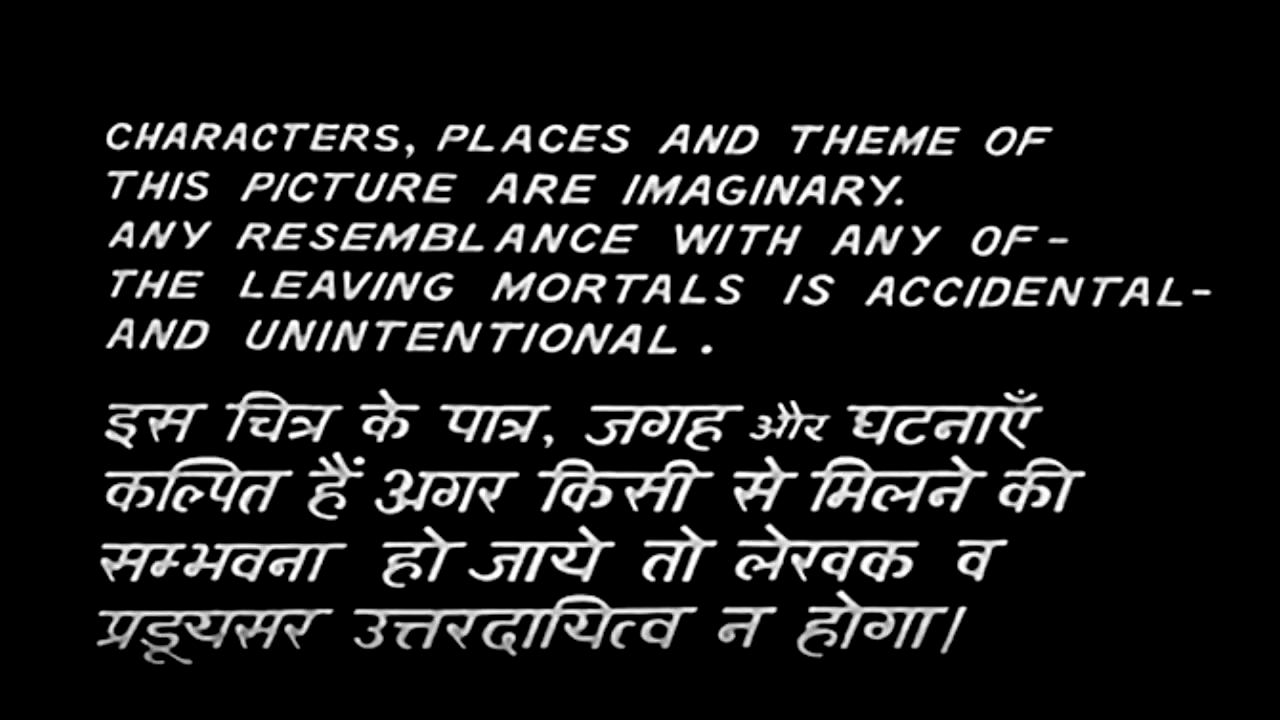 CHARACTERS, PLACES AND THEME OF
THIS PICTURE ARE IMAGINARY.
ANY RESEMBLANCE WITH ANY OF-
THE LEAVING MORTALS IS ACCIDENTAL-
AND UNINTENTIONAL.
इस चित्र के पात्र, जगह और घटनाएँ
कल्पित हैं अगर किसी से मिलने की
सम्भवना हो जाये तो लेखक व
प्रड्यूयसर उत्तरदायित्व न होगा।